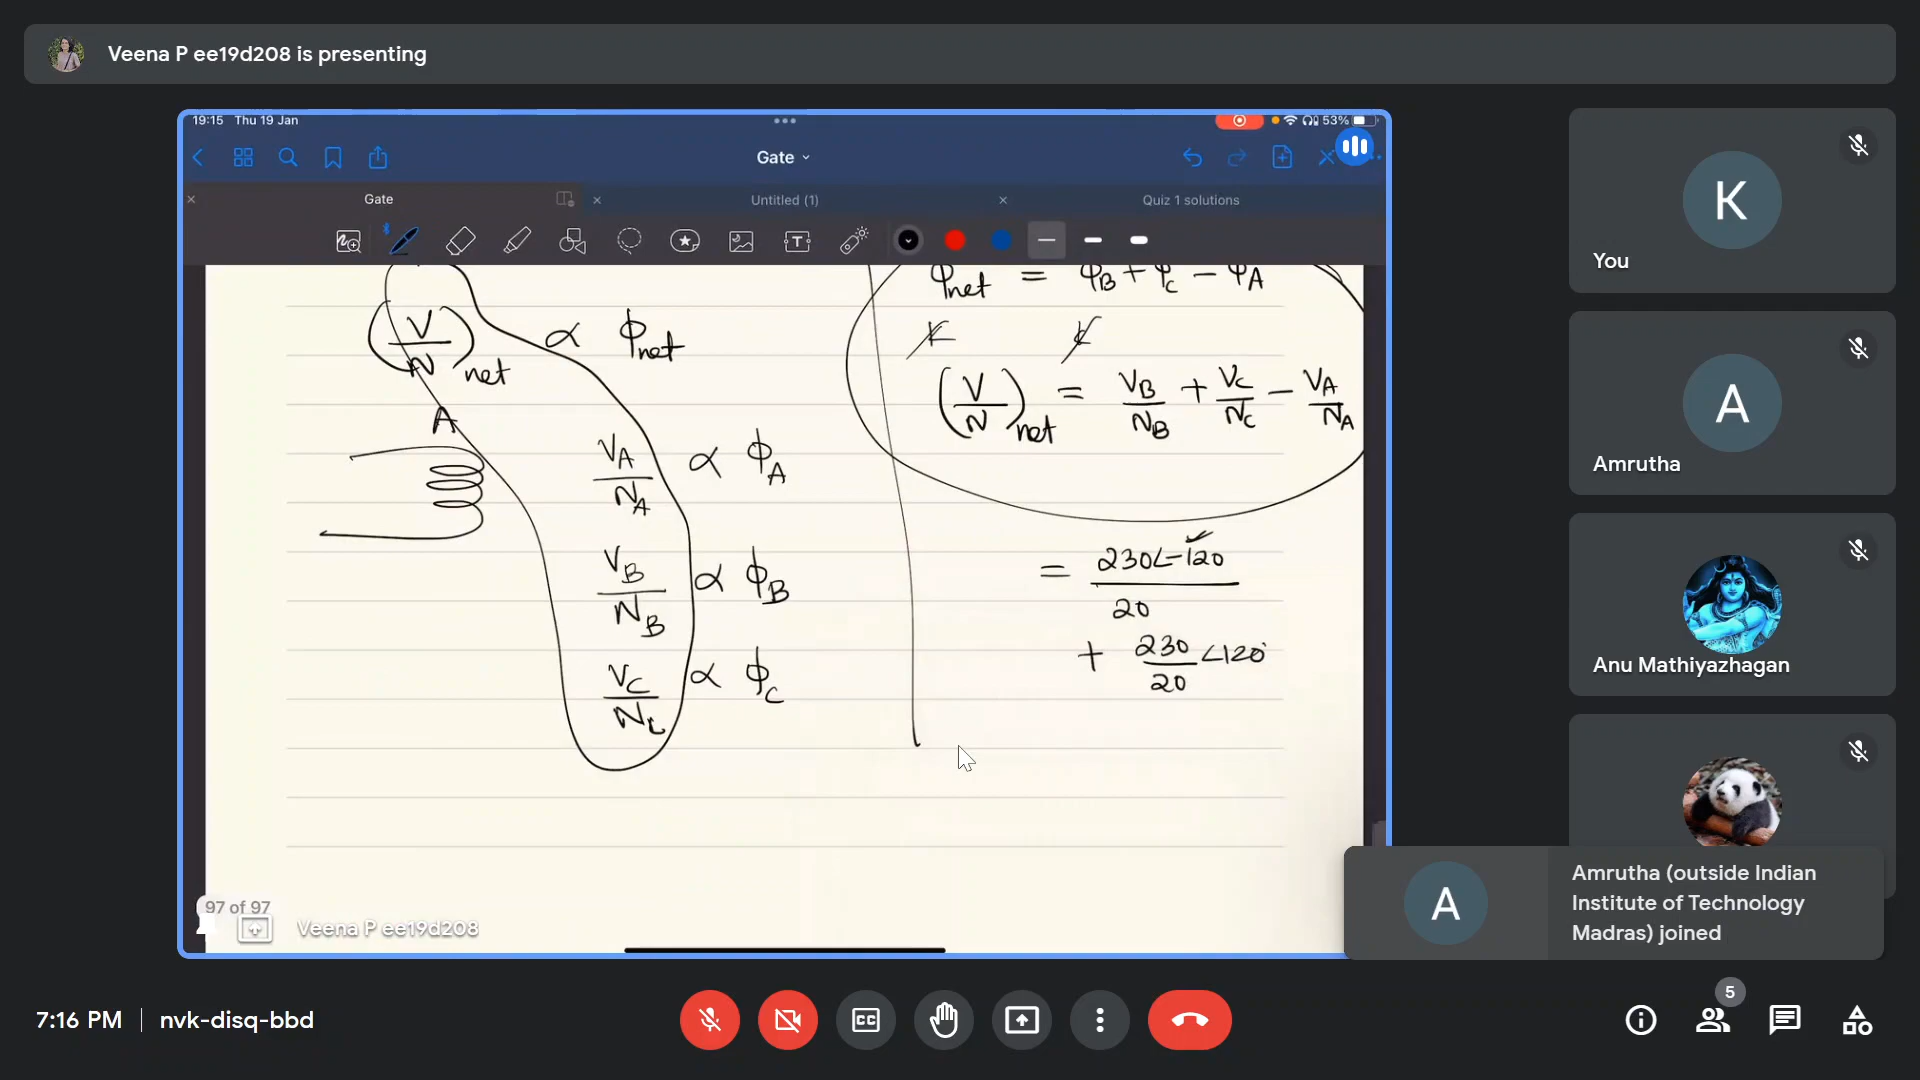 Veena P ee19d208 is presenting
19:15 Thu 19 Jan
53%
Gate
Gate
Untitled (1)
Quiz 1 solutions
T
ϕnet = ϕB + ϕC − ϕA
(V/N)net ∝ ϕnet
A
VA/NA ∝ ϕA
VB/NB ∝ ϕB
VC/NC ∝ ϕC
(V/N)net = VB/NB + VC/NC − VA/NA
= 230∠−120 / 20
+ 230/20 ∠120°
97 of 97
Veena P ee19d208
K
You
A
Amrutha
Anu Mathiyazhagan
A
Amrutha (outside Indian
Institute of Technology
Madras) joined
7:16 PM | nvk-disq-bbd
CC
5